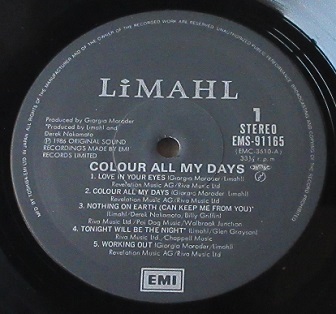 LiMAHL
Produced by Giorgio Moroder
*Produced by Limahl and
Derek Nakamoto
Ⓟ1986 ORIGINAL SOUND
RECORDINGS MADE BY EMI
RECORDS LIMITED
1
STEREO
EMS-91165
(EMC 3518-A)
33⅓ r.p.m
COLOUR ALL MY DAYS
1. LOVE IN YOUR EYES (Giorgio Moroder/Limahl)
Revelation Music AG/Riva Music Ltd
2. COLOUR ALL MY DAYS (Giorgio Moroder/Limahl)
Revelation Music AG/Riva Music Ltd
3. NOTHING ON EARTH (CAN KEEP ME FROM YOU)*
(Limahl/Derek Nakamoto, Billy Griffin)
Riva Music Ltd/Poi Dog Music/Walbrook Junction
4. TONIGHT WILL BE THE NIGHT* (Limahl/Glen Grayson)
Riva Music Ltd.-Chappell Music
5. WORKING OUT (Giorgio Moroder/Limahl)
Revelation Music AG/Riva Music Ltd
EMI